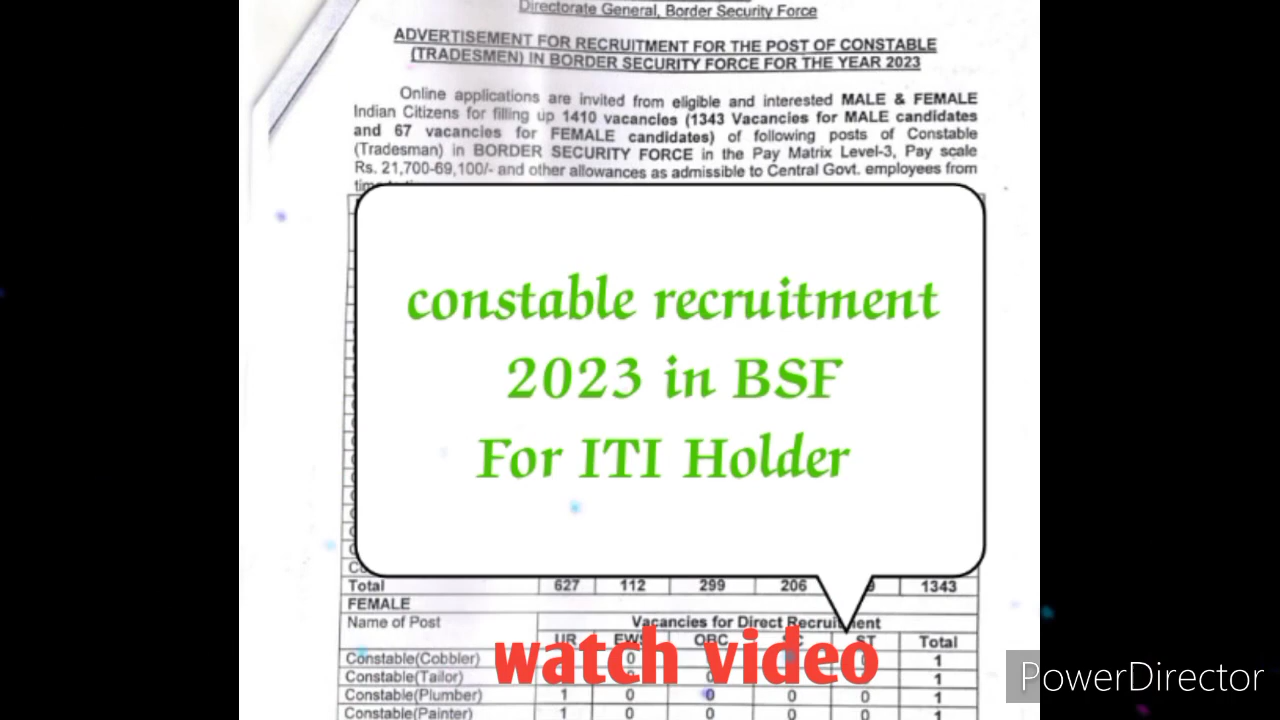 Directorate General, Border Security Force
ADVERTISEMENT FOR RECRUITMENT FOR THE POST OF CONSTABLE
(TRADESMEN) IN BORDER SECURITY FORCE FOR THE YEAR 2023
Online applications are invited from eligible and interested MALE & FEMALE
Indian Citizens for filling up 1410 vacancies (1343 Vacancies for MALE candidates
and 67 vacancies for FEMALE candidates) of following posts of Constable
(Tradesman) in BORDER SECURITY FORCE in the Pay Matrix Level-3, Pay scale
Rs. 21,700-69,100/- and other allowances as admissible to Central Govt. employees from
constable recruitment
2023 in BSF
For ITI Holder
Total 627 112 299 206 1343
FEMALE
Name of Post Vacancies for Direct Recruitment
UR EWS OBC ST Total
watch video
Constable(Cobbler) 0 1
Constable(Tailor) 1
Constable(Plumber) 1 0 0 0 0 1
Constable(Painter) 1 0 0 0 0 1
PowerDirector